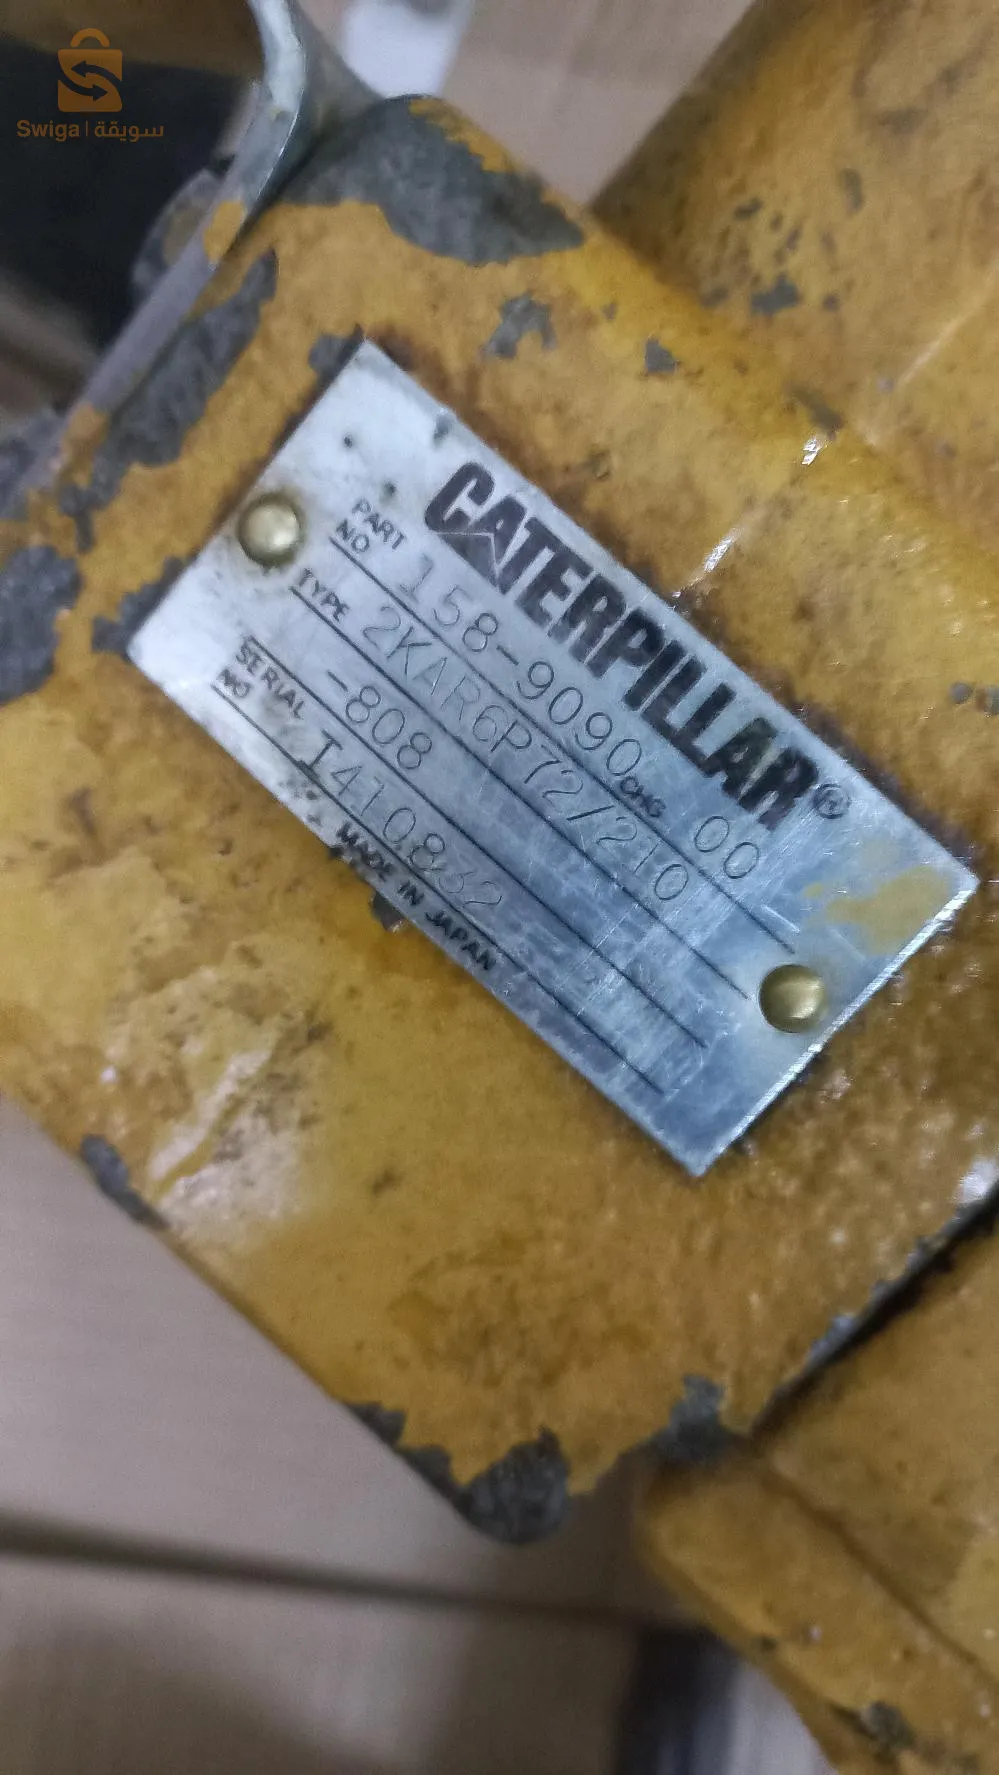 Swiga | سويقة
CATERPILLAR®
PART NO 158-9090 CHG 00
TYPE 2KAR6P72/210
-808
SERIAL NO I410832
MADE IN JAPAN